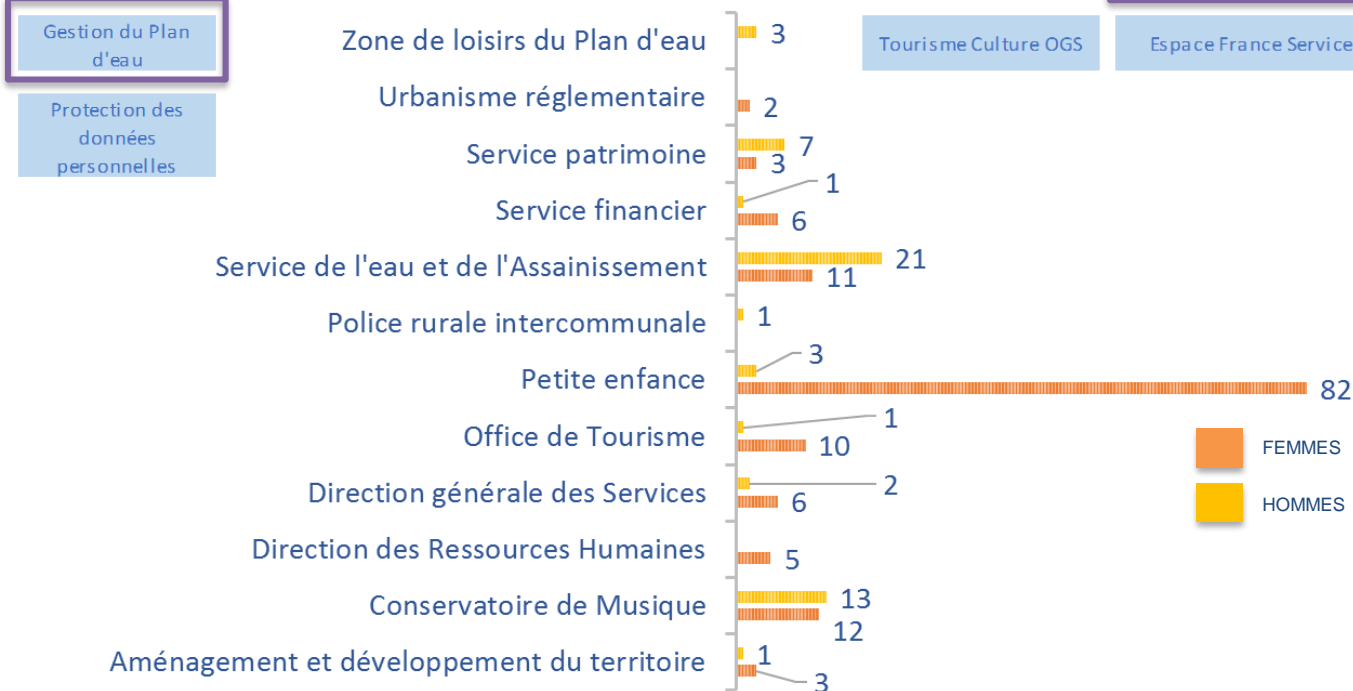 Gestion du Plan
d'eau
Protection des
données
personnelles
Tourisme Culture OGS
Espace France Service
Zone de loisirs du Plan d'eau
3
Urbanisme réglementaire
2
Service patrimoine
7
3
Service financier
1
6
Service de l'eau et de l'Assainissement
21
11
Police rurale intercommunale
1
Petite enfance
3
82
Office de Tourisme
1
10
Direction générale des Services
2
6
Direction des Ressources Humaines
5
Conservatoire de Musique
13
12
Aménagement et développement du territoire
1
3
FEMMES
HOMMES